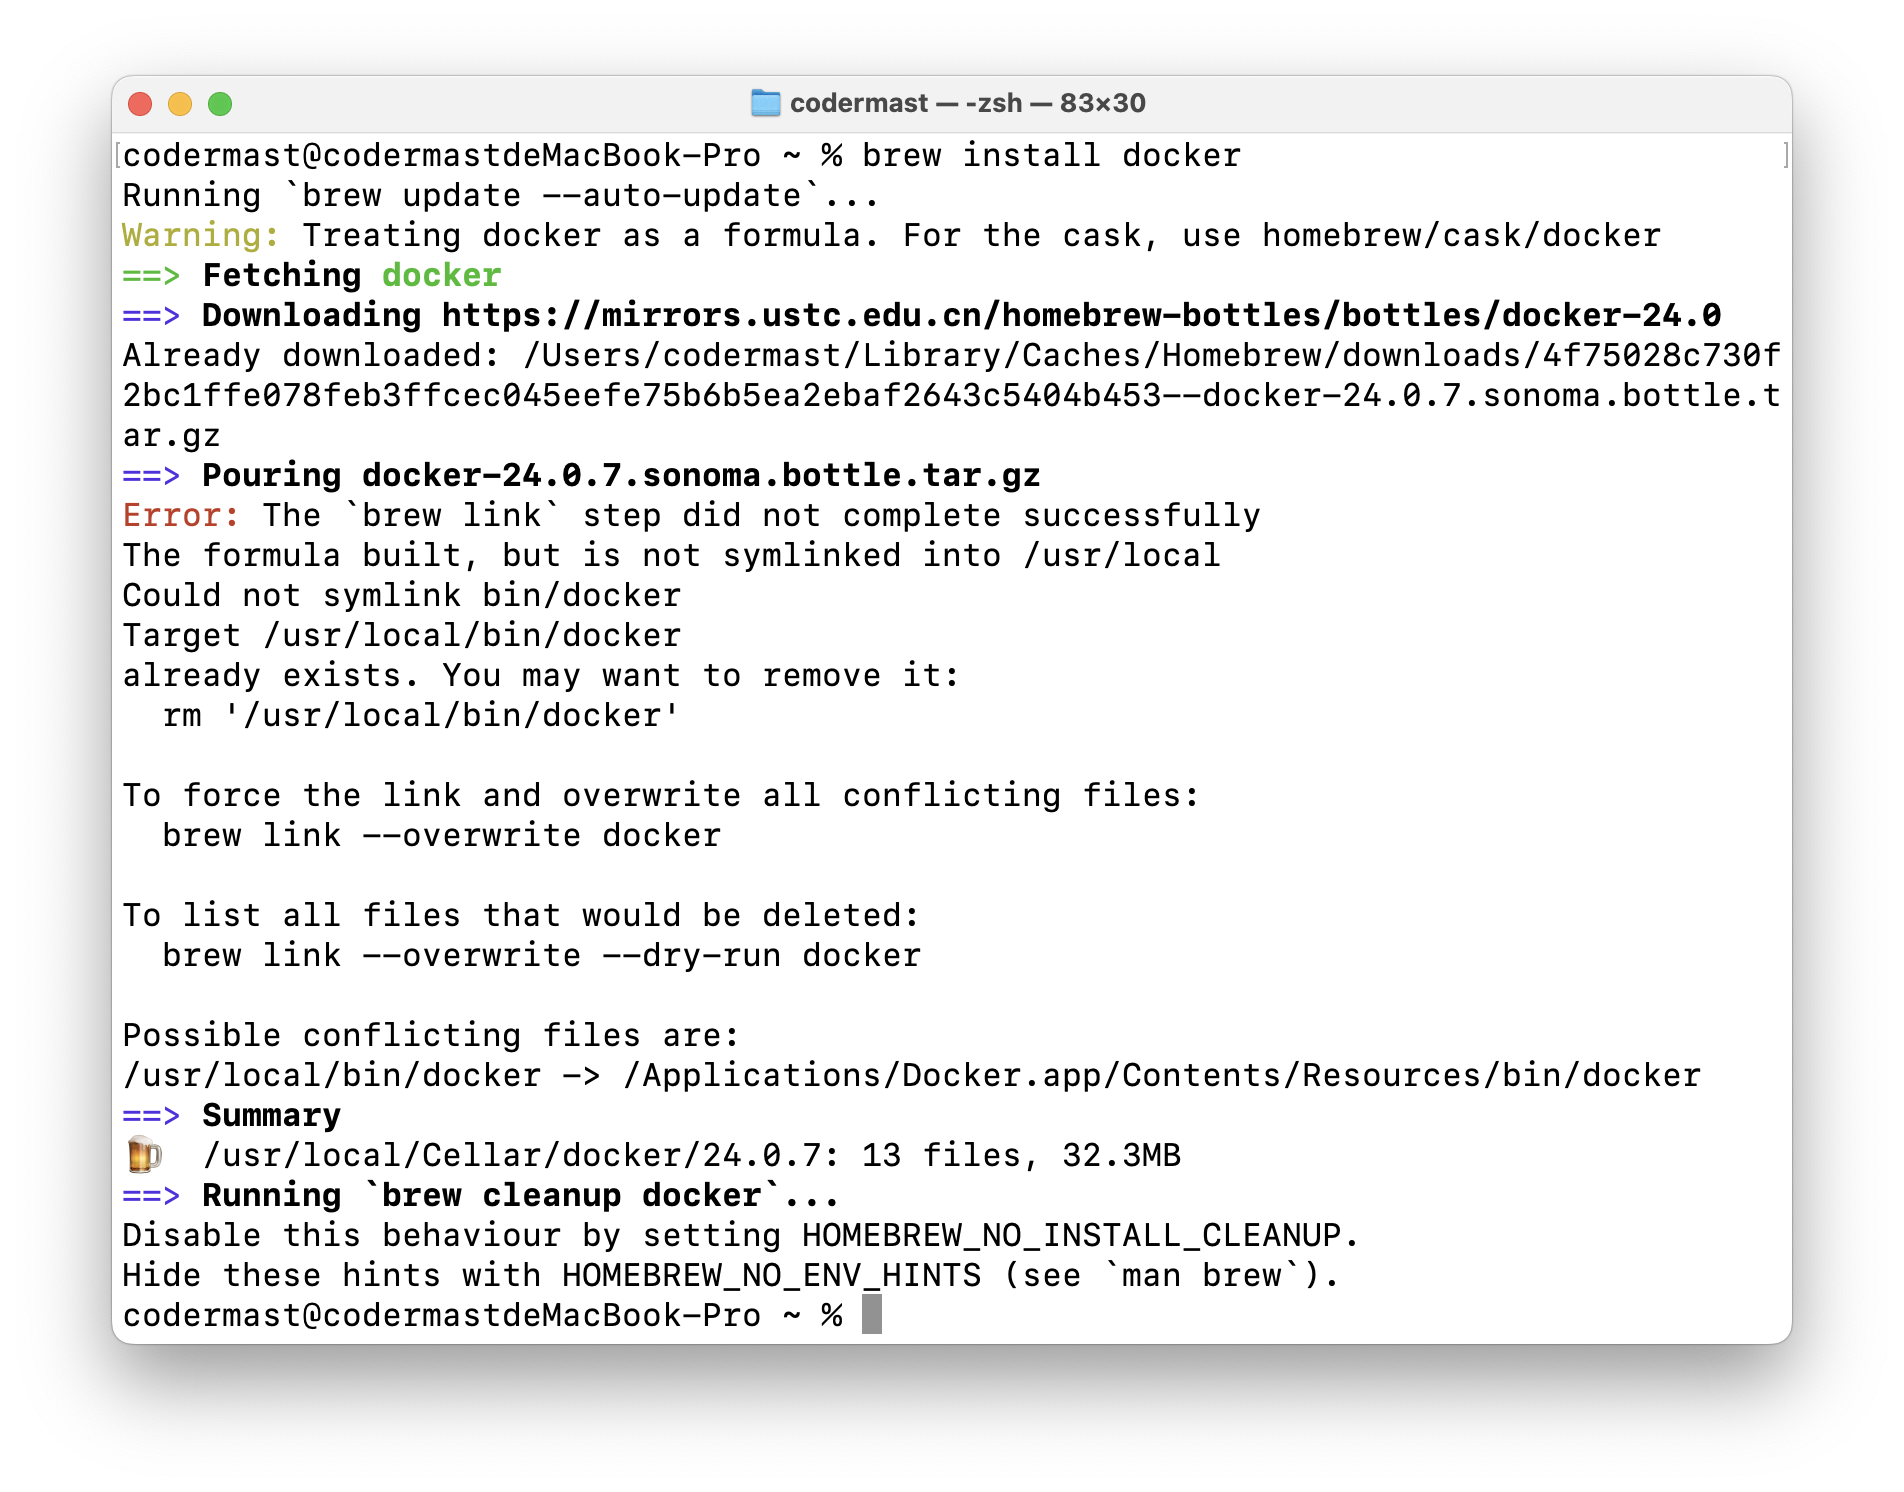 codermast — -zsh — 83×30
[codermast@codermastdeMacBook-Pro ~ % brew install docker ]
Running `brew update --auto-update`...
Warning: Treating docker as a formula. For the cask, use homebrew/cask/docker
==> Fetching docker
==> Downloading https://mirrors.ustc.edu.cn/homebrew-bottles/bottles/docker-24.0
Already downloaded: /Users/codermast/Library/Caches/Homebrew/downloads/4f75028c730f
2bc1ffe078feb3ffcec045eefe75b6b5ea2ebaf2643c5404b453--docker-24.0.7.sonoma.bottle.t
ar.gz
==> Pouring docker-24.0.7.sonoma.bottle.tar.gz
Error: The `brew link` step did not complete successfully
The formula built, but is not symlinked into /usr/local
Could not symlink bin/docker
Target /usr/local/bin/docker
already exists. You may want to remove it:
  rm '/usr/local/bin/docker'

To force the link and overwrite all conflicting files:
  brew link --overwrite docker

To list all files that would be deleted:
  brew link --overwrite --dry-run docker

Possible conflicting files are:
/usr/local/bin/docker -> /Applications/Docker.app/Contents/Resources/bin/docker
==> Summary
🍺  /usr/local/Cellar/docker/24.0.7: 13 files, 32.3MB
==> Running `brew cleanup docker`...
Disable this behaviour by setting HOMEBREW_NO_INSTALL_CLEANUP.
Hide these hints with HOMEBREW_NO_ENV_HINTS (see `man brew`).
codermast@codermastdeMacBook-Pro ~ %